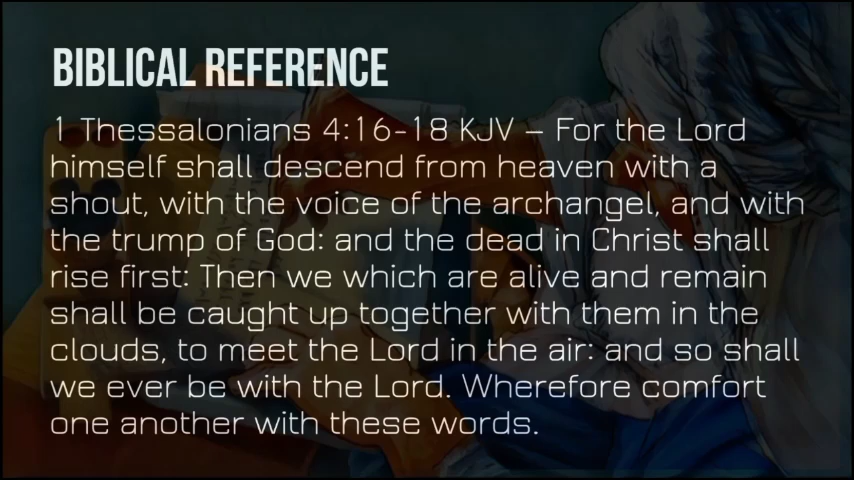 BIBLICAL REFERENCE
1 Thessalonians 4:16-18 KJV – For the Lord
himself shall descend from heaven with a
shout, with the voice of the archangel, and with
the trump of God: and the dead in Christ shall
rise first: Then we which are alive and remain
shall be caught up together with them in the
clouds, to meet the Lord in the air: and so shall
we ever be with the Lord. Wherefore comfort
one another with these words.